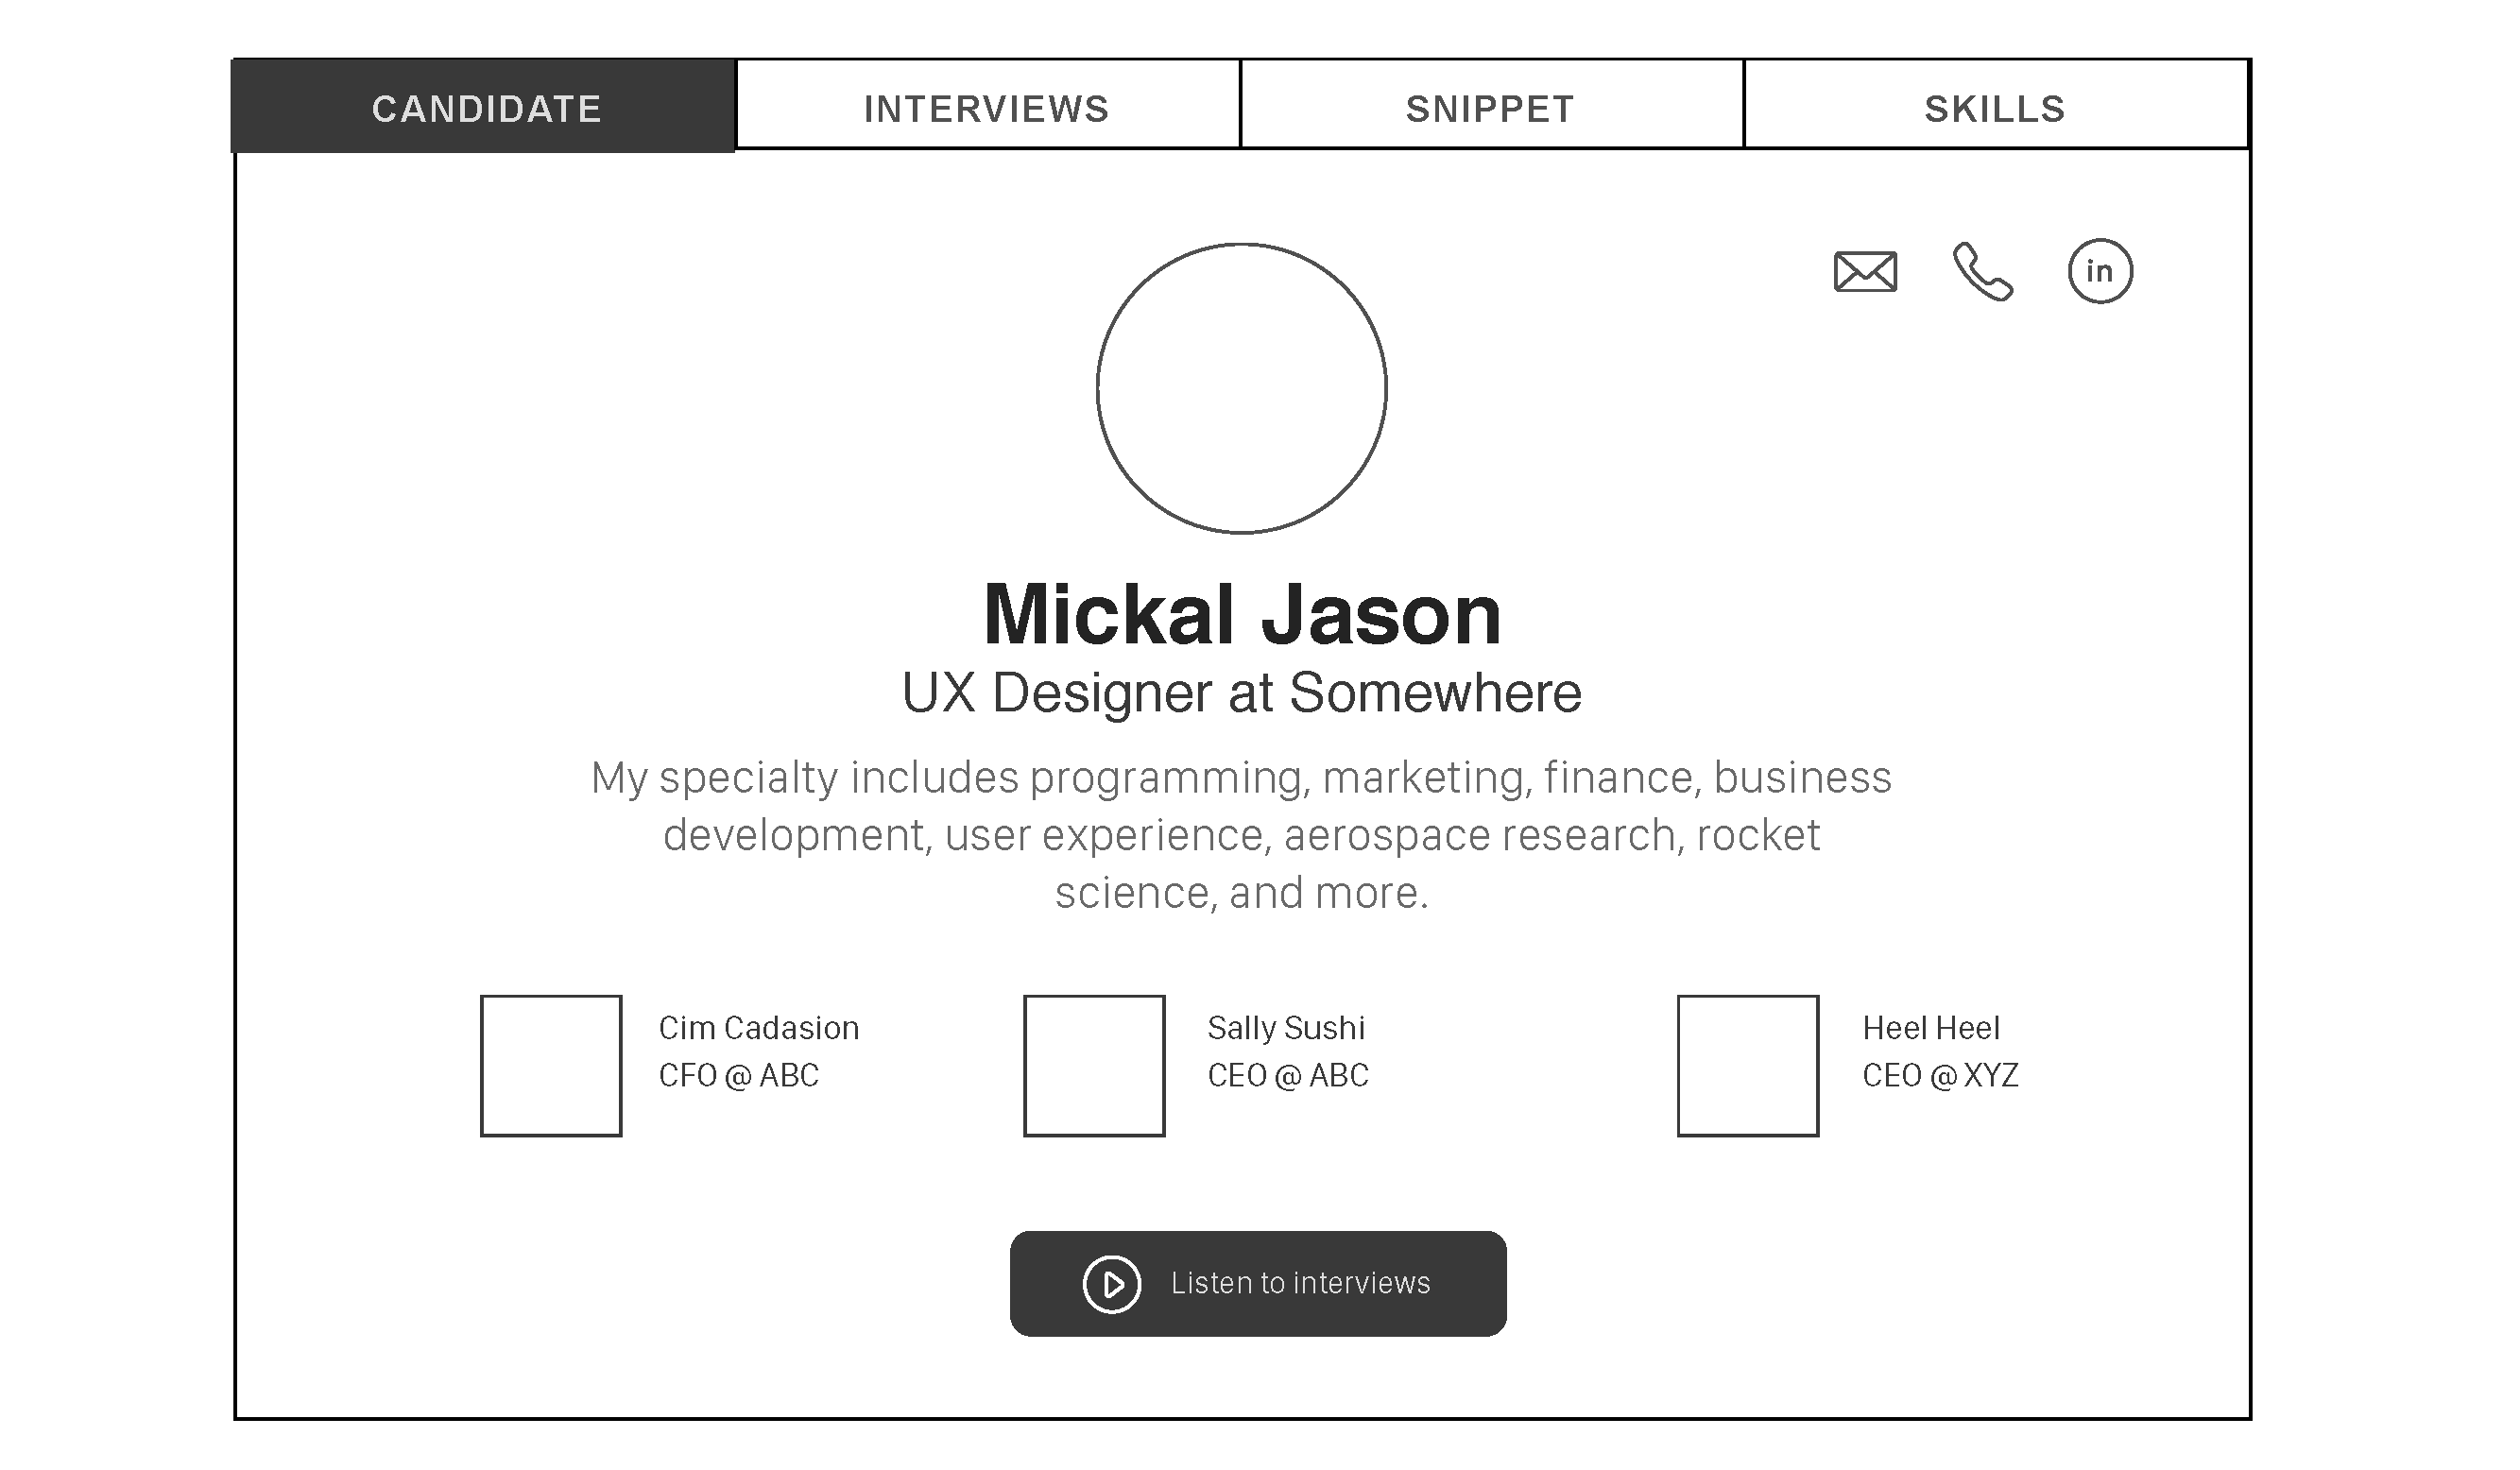 CANDIDATE
INTERVIEWS
SNIPPET
SKILLS
in
Mickal Jason
UX Designer at Somewhere
My specialty includes programming, marketing, finance, business
development, user experience, aerospace research, rocket
science, and more.
Cim Cadasion
CFO @ ABC
Sally Sushi
CEO @ ABC
Heel Heel
CEO @ XYZ
Listen to interviews